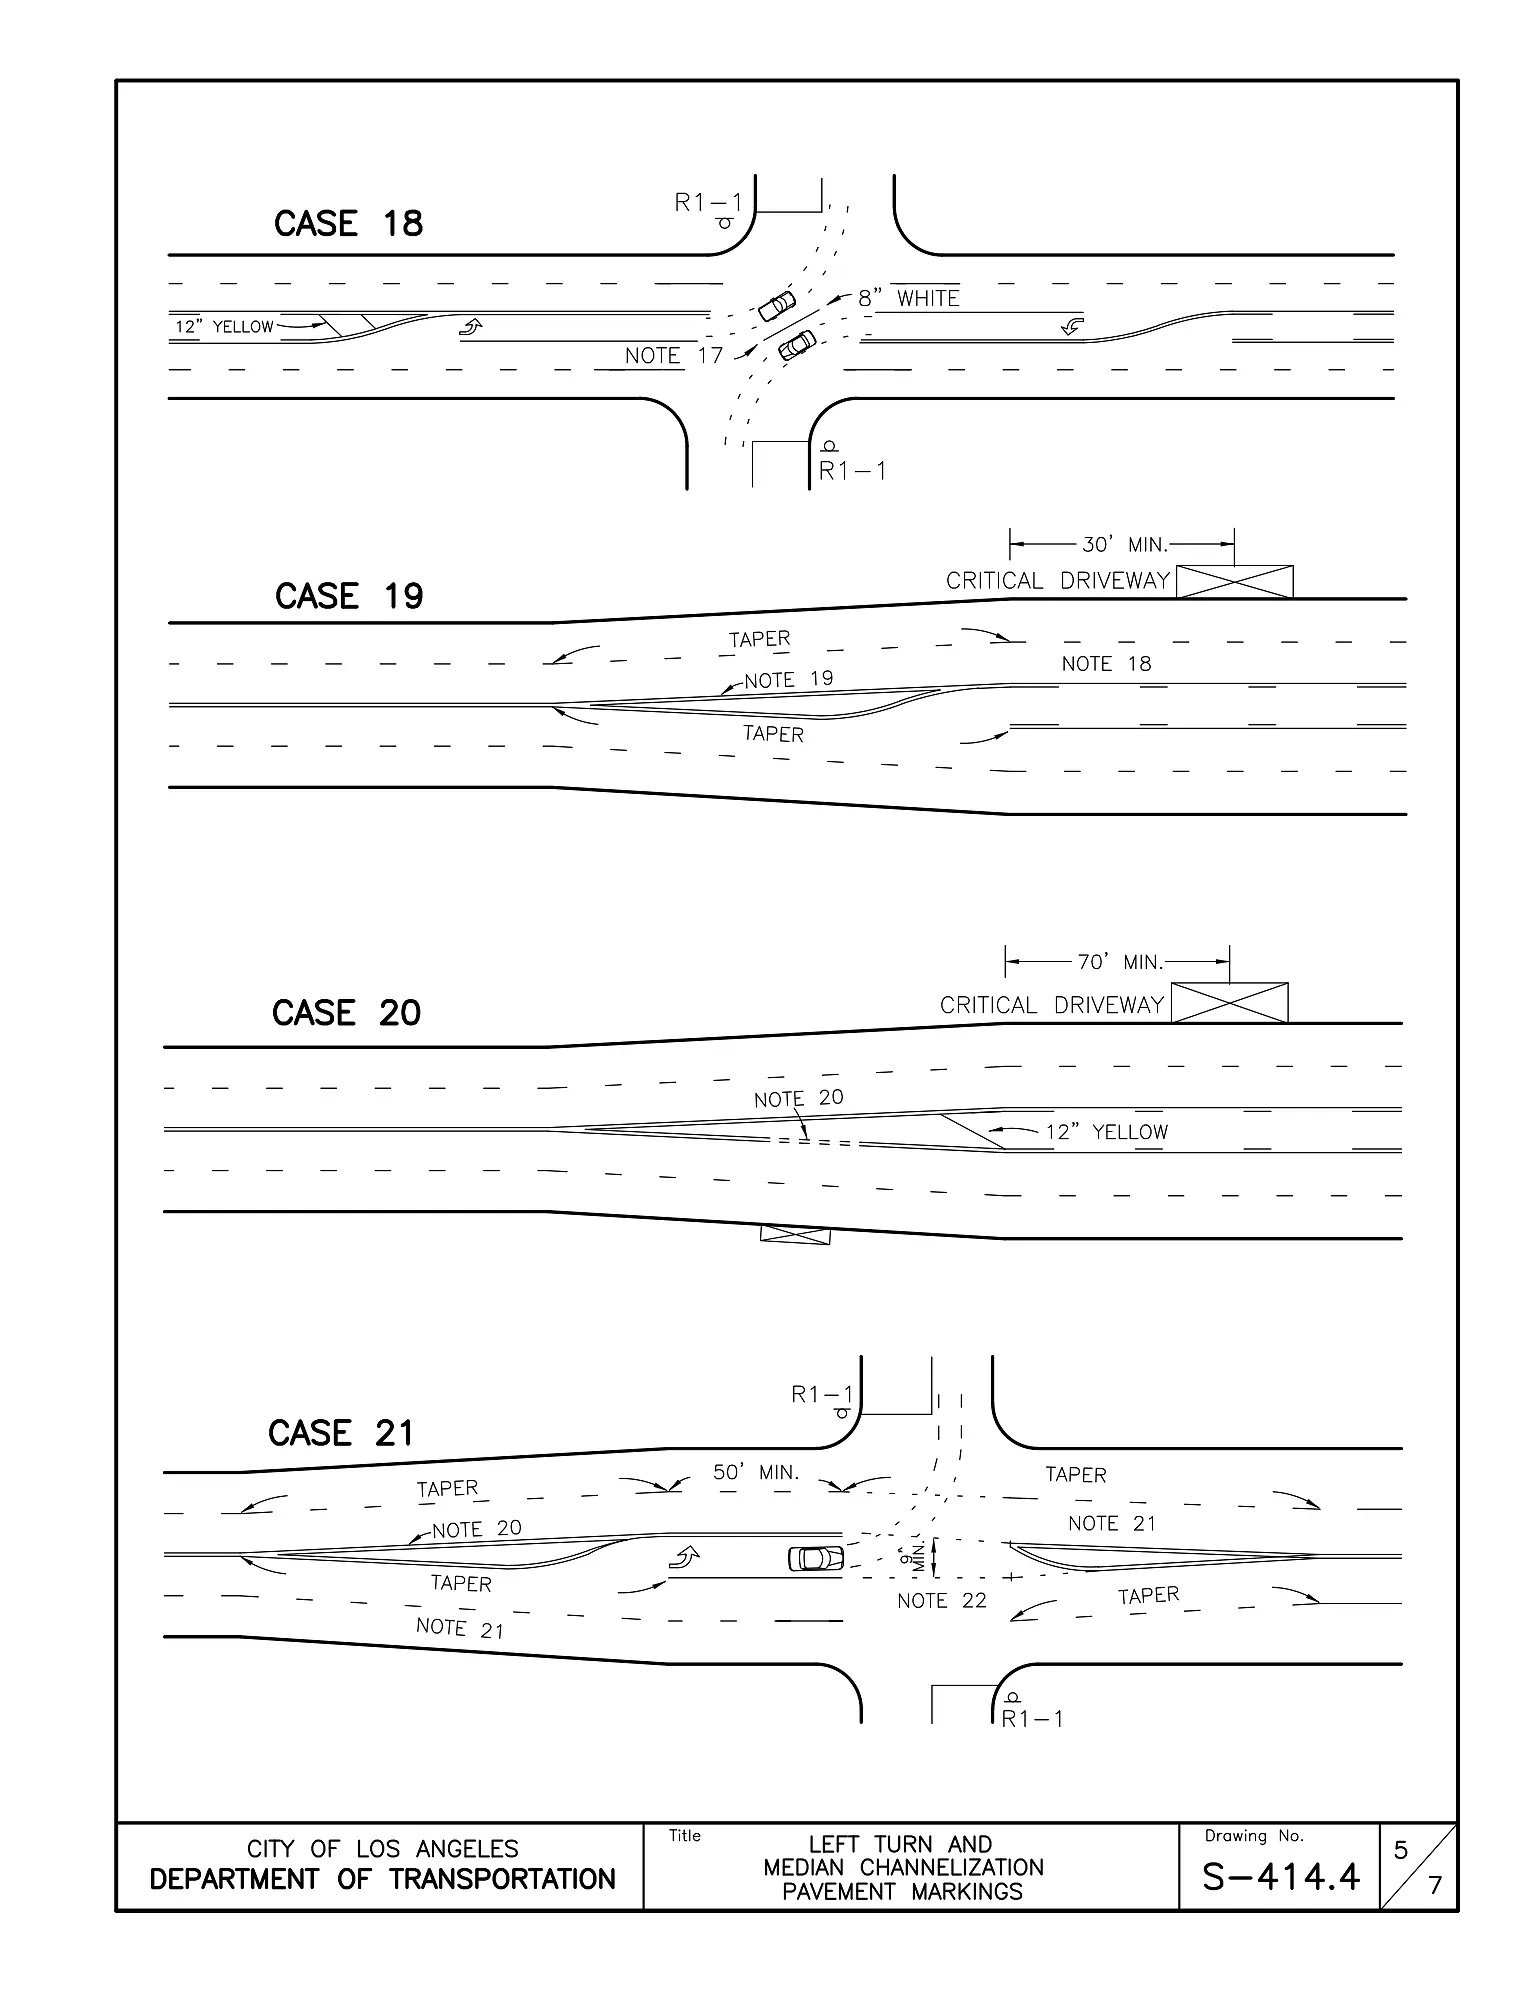 CASE 18
R1-1
8" WHITE
12" YELLOW
NOTE 17
R1-1
30' MIN.
CRITICAL DRIVEWAY
CASE 19
TAPER
NOTE 18
NOTE 19
TAPER
70' MIN.
CRITICAL DRIVEWAY
CASE 20
NOTE 20
12" YELLOW
R1-1
CASE 21
50' MIN.
TAPER
TAPER
NOTE 20
NOTE 21
9'
MIN.
TAPER
NOTE 22
TAPER
NOTE 21
R1-1
CITY OF LOS ANGELES
DEPARTMENT OF TRANSPORTATION
Title
LEFT TURN AND
MEDIAN CHANNELIZATION
PAVEMENT MARKINGS
Drawing No.
S-414.4
5
7